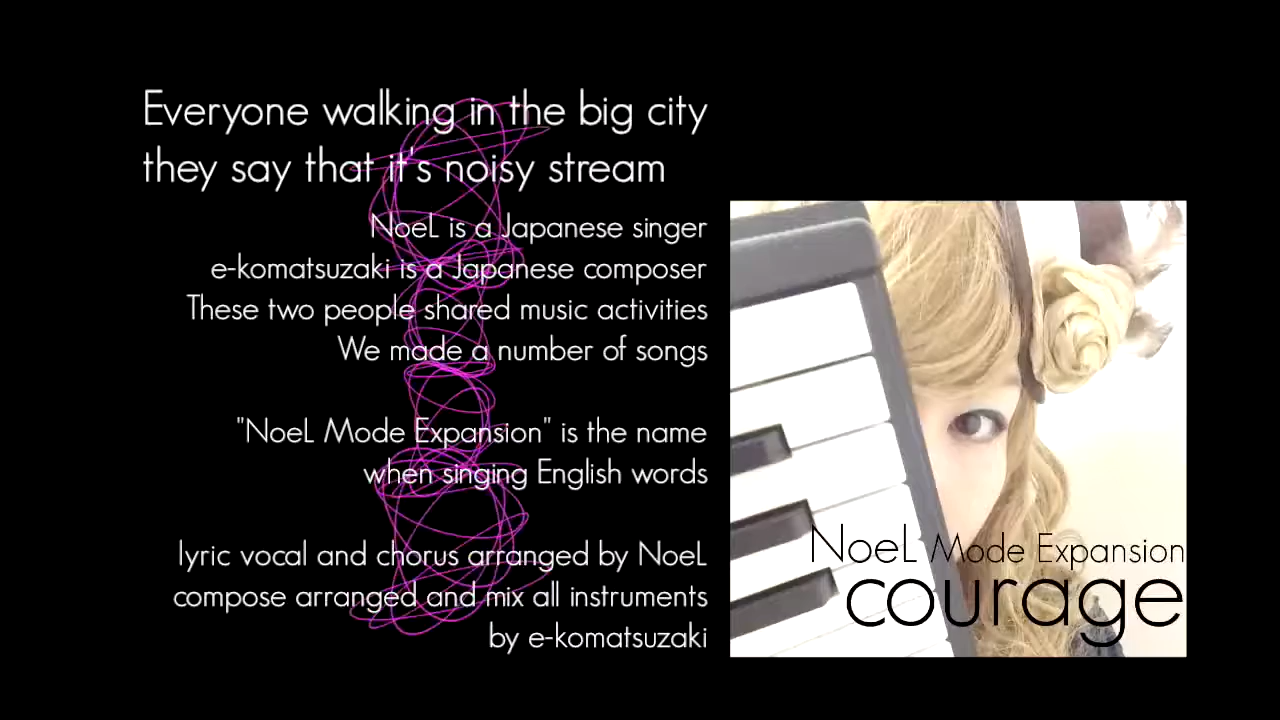 Everyone walking in the big city
they say that it's noisy stream
NoeL is a Japanese singer
e-komatsuzaki is a Japanese composer
These two people shared music activities
We made a number of songs
"NoeL Mode Expansion" is the name
when singing English words
lyric vocal and chorus arranged by NoeL
compose arranged and mix all instruments
by e-komatsuzaki
NoeL Mode Expansion
courage